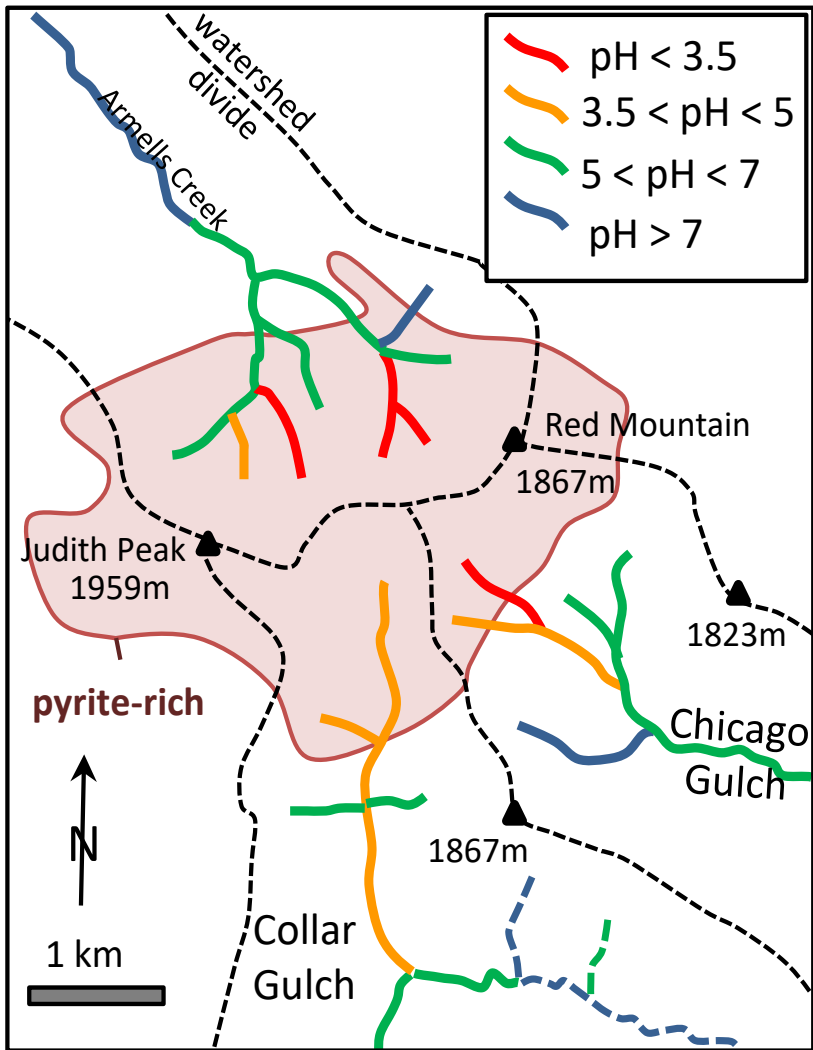 watershed
divide
Armells Creek
pH < 3.5
3.5 < pH < 5
5 < pH < 7
pH > 7
Red Mountain
1867m
Judith Peak
1959m
1823m
pyrite-rich
Chicago
Gulch
N
1867m
1 km
Collar
Gulch